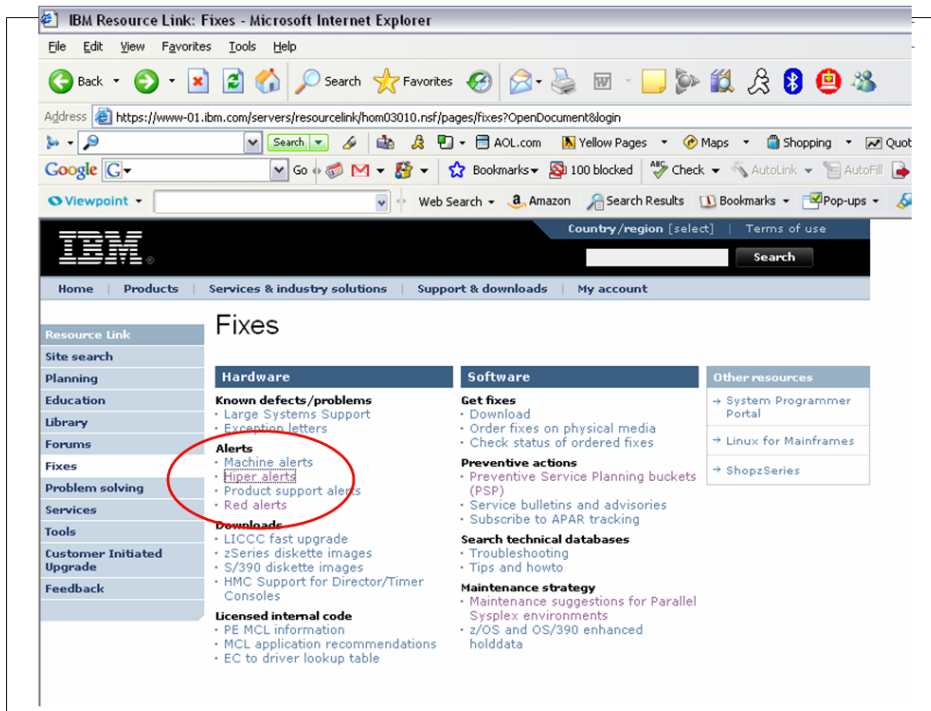 IBM Resource Link: Fixes - Microsoft Internet Explorer
File Edit View Favorites Tools Help
Back Search Favorites
Address https://www-01.ibm.com/servers/resourcelink/hom03010.nsf/pages/fixes?OpenDocument&login
Search AOL.com Yellow Pages Maps Shopping Quot
Google G Go Bookmarks 100 blocked ABC Check AutoLink AutoFill
Viewpoint Web Search Amazon Search Results Bookmarks Pop-ups
Country/region [select] | Terms of use
IBM ®
Search
Home | Products | Services & industry solutions | Support & downloads | My account
Fixes
Resource Link
Site search
Planning
Education
Library
Forums
Fixes
Problem solving
Services
Tools
Customer Initiated
Upgrade
Feedback
Hardware
Known defects/problems
· Large Systems Support
· Exception letters
Alerts
· Machine alerts
· Hiper alerts
· Product support alerts
· Red alerts
Downloads
· LICCC fast upgrade
· zSeries diskette images
· S/390 diskette images
· HMC Support for Director/Timer
Consoles
Licensed internal code
· PE MCL information
· MCL application recommendations
· EC to driver lookup table
Software
Get fixes
· Download
· Order fixes on physical media
· Check status of ordered fixes
Preventive actions
· Preventive Service Planning buckets
(PSP)
· Service bulletins and advisories
· Subscribe to APAR tracking
Search technical databases
· Troubleshooting
· Tips and howto
Maintenance strategy
· Maintenance suggestions for Parallel
Sysplex environments
· z/OS and OS/390 enhanced
holddata
Other resources
→ System Programmer
Portal
→ Linux for Mainframes
→ ShopzSeries